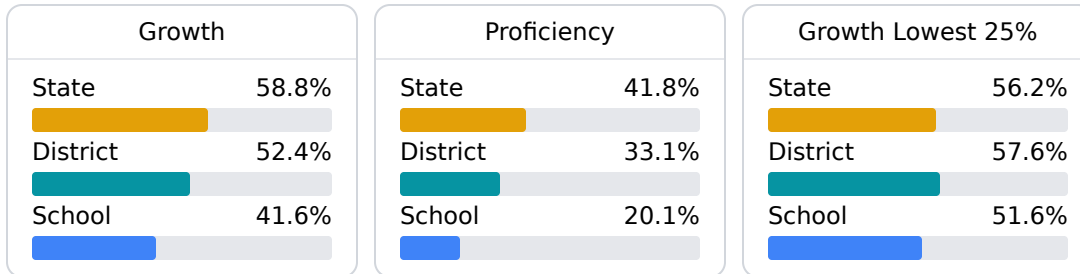 Growth
State 58.8%
District 52.4%
School 41.6%
Proficiency
State 41.8%
District 33.1%
School 20.1%
Growth Lowest 25%
State 56.2%
District 57.6%
School 51.6%